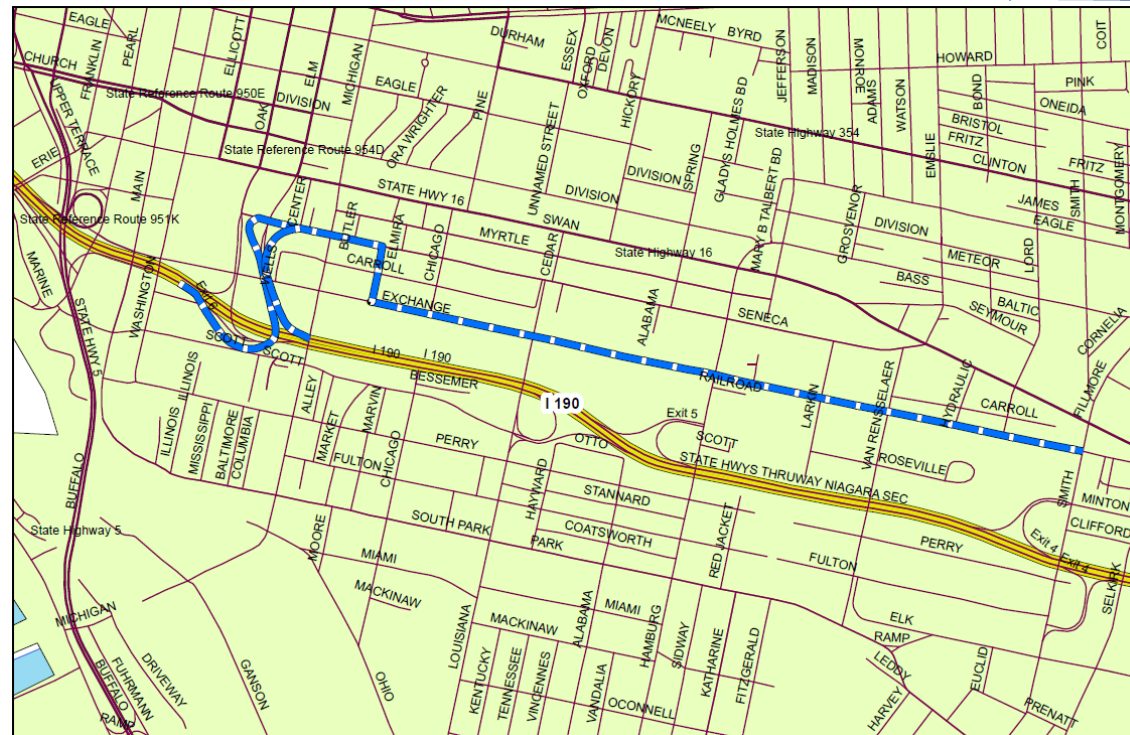 EAGLE
FRANKLIN
PEARL
ELLICOTT
ELM
MICHIGAN
DURHAM
ESSEX
OXFORD
DEVON
MCNEELY
BYRD
JEFFERSON
MADISON
MONROE
ADAMS
WATSON
HOWARD
COIT
CHURCH
UPPER TERRACE
State Reference Route 950E
OAK
DIVISION
EAGLE
ORA WRIGHTER
PINE
UNNAMED STREET
HICKORY
SPRING
GLADYS HOLMES BD
State Highway 354
EMSLIE
BOND
PINK
ONEIDA
BRISTOL
FRITZ
CLINTON
FRITZ
SMITH
MONTGOMERY
ERIE
State Reference Route 954D
MAIN
CENTER
STATE HWY 16
DIVISION
DIVISION
MARY B TALBERT BD
GROSVENOR
DIVISION
JAMES
EAGLE
State Reference Route 951K
BUTLER
ELMIRA
CHICAGO
MYRTLE
SWAN
State Highway 16
METEOR
LORD
MARINE
WASHINGTON
Exit 6
WELLS
CARROLL
CEDAR
BASS
BALTIC
SEYMOUR
STATE HWY 5
EXCHANGE
ALABAMA
SENECA
CORNELIA
SCOTT
SCOTT
I 190
I 190
BESSEMER
RAILROAD
LARKIN
VAN RENSSELAER
HYDRAULIC
CARROLL
FILLMORE
ILLINOIS
ILLINOIS
MISSISSIPPI
BALTIMORE
COLUMBIA
ALLEY
MARKET
MARVIN
CHICAGO
I 190
Exit 5
SCOTT
PERRY
OTTO
FULTON
STATE HWYS THRUWAY NIAGARA SEC
ROSEVILLE
SMITH
MINTON
CLIFFORD
BUFFALO
HAYWARD
STANNARD
COATSWORTH
RED JACKET
PERRY
Exit 4
Exit 4
State Highway 5
MOORE
SOUTH PARK
PARK
FULTON
SELKIRK
MIAMI
MACKINAW
MICHIGAN
LOUISIANA
MACKINAW
ALABAMA
MIAMI
HAMBURG
SIDWAY
KATHARINE
FITZGERALD
ELK
RAMP
LEDDY
HARVEY
EUCLID
PRENATT
BUFFALO
FUHRMANN
DRIVEWAY
GANSON
OHIO
KENTUCKY
TENNESSEE
VINCENNES
VANDALIA
OCONNELL
RAMP